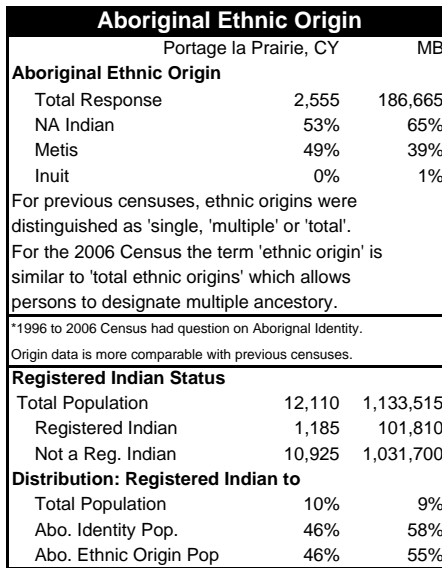 Aboriginal Ethnic Origin
Portage la Prairie, CY MB
Aboriginal Ethnic Origin
Total Response 2,555 186,665
NA Indian 53% 65%
Metis 49% 39%
Inuit 0% 1%
For previous censuses, ethnic origins were
distinguished as 'single, 'multiple' or 'total'.
For the 2006 Census the term 'ethnic origin' is
similar to 'total ethnic origins' which allows
persons to designate multiple ancestory.
*1996 to 2006 Census had question on Aborignal Identity.
Origin data is more comparable with previous censuses.
Registered Indian Status
Total Population 12,110 1,133,515
Registered Indian 1,185 101,810
Not a Reg. Indian 10,925 1,031,700
Distribution: Registered Indian to
Total Population 10% 9%
Abo. Identity Pop. 46% 58%
Abo. Ethnic Origin Pop 46% 55%